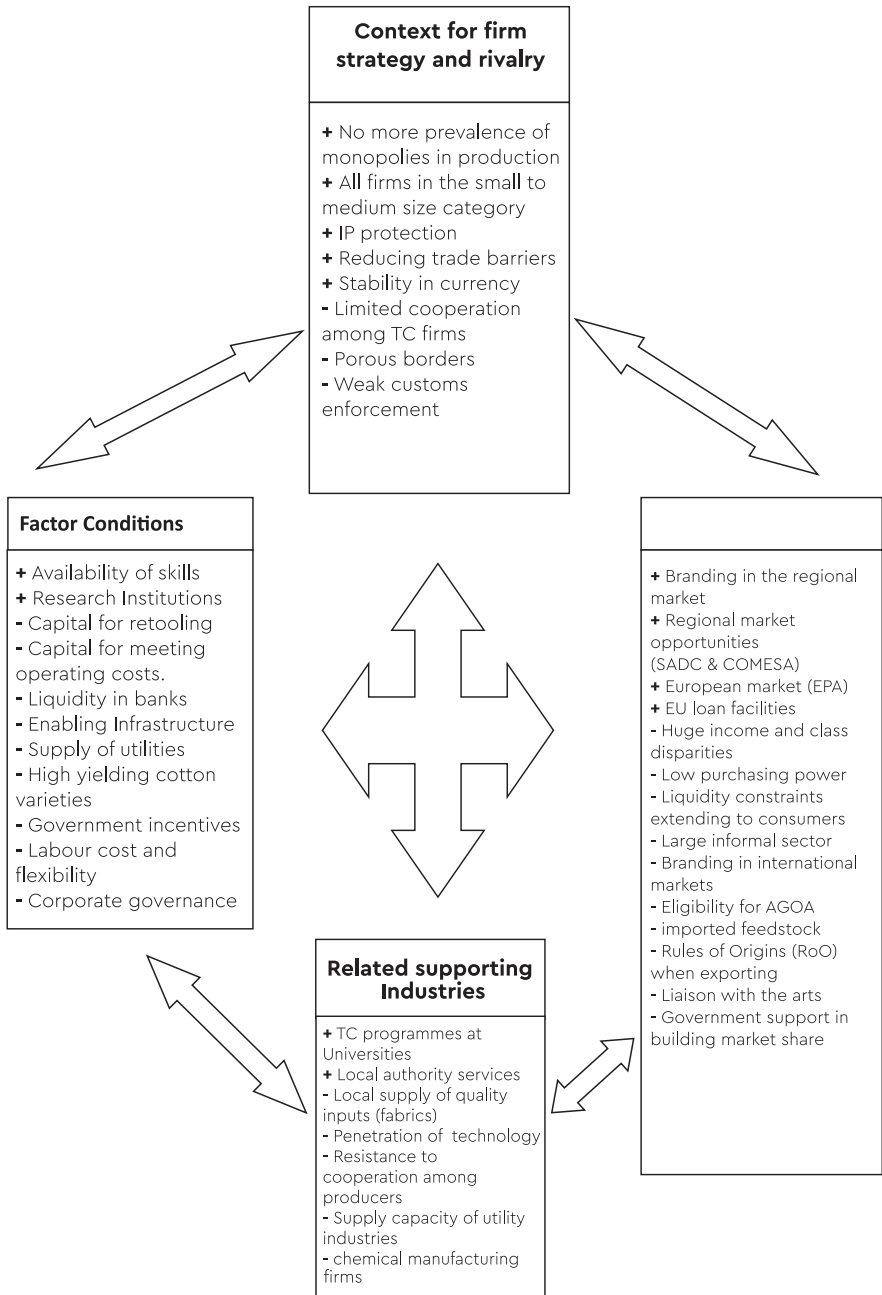 Context for firm
strategy and rivalry
+ No more prevalence of
monopolies in production
+ All firms in the small to
medium size category
+ IP protection
+ Reducing trade barriers
+ Stability in currency
- Limited cooperation
among TC firms
- Porous borders
- Weak customs
enforcement
Factor Conditions
+ Availability of skills
+ Research Institutions
- Capital for retooling
- Capital for meeting
operating costs.
- Liquidity in banks
- Enabling Infrastructure
- Supply of utilities
- High yielding cotton
varieties
- Government incentives
- Labour cost and
flexibility
- Corporate governance
+ Branding in the regional
market
+ Regional market
opportunities
(SADC & COMESA)
+ European market (EPA)
+ EU loan facilities
- Huge income and class
disparities
- Low purchasing power
- Liquidity constraints
extending to consumers
- Large informal sector
- Branding in international
markets
- Eligibility for AGOA
- imported feedstock
- Rules of Origins (RoO)
when exporting
- Liaison with the arts
- Government support in
building market share
Related supporting
Industries
+ TC programmes at
Universities
+ Local authority services
- Local supply of quality
inputs (fabrics)
- Penetration of technology
- Resistance to
cooperation among
producers
- Supply capacity of utility
industries
- chemical manufacturing
firms